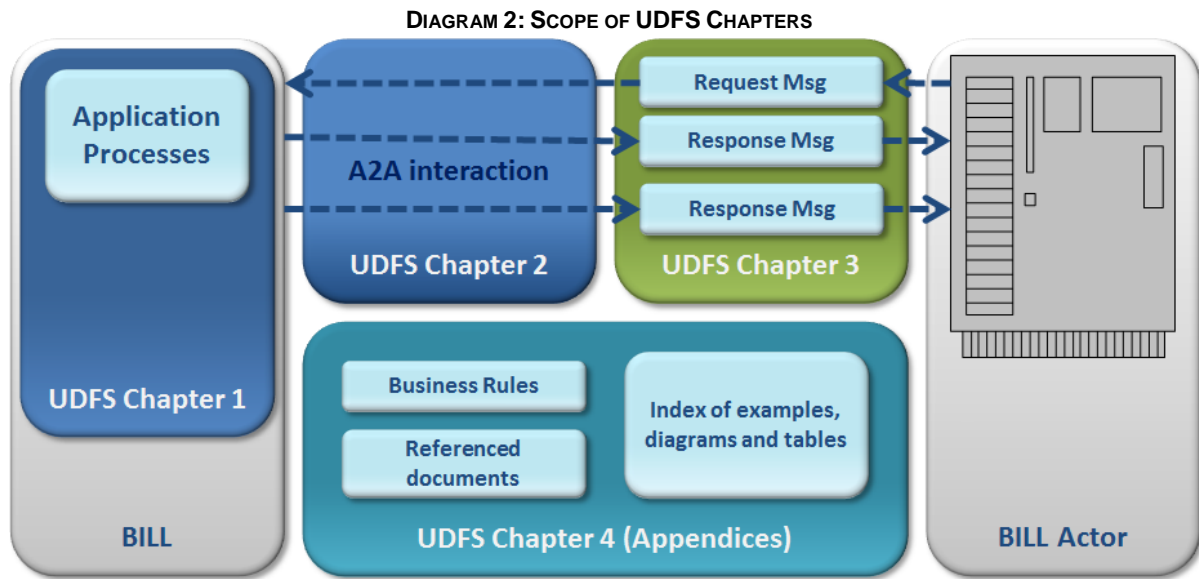 DIAGRAM 2: SCOPE OF UDFS CHAPTERS
Application
Processes
UDFS Chapter 1
BILL
A2A interaction
UDFS Chapter 2
Request Msg
Response Msg
Response Msg
UDFS Chapter 3
Business Rules
Referenced
documents
Index of examples,
diagrams and tables
UDFS Chapter 4 (Appendices)
BILL Actor